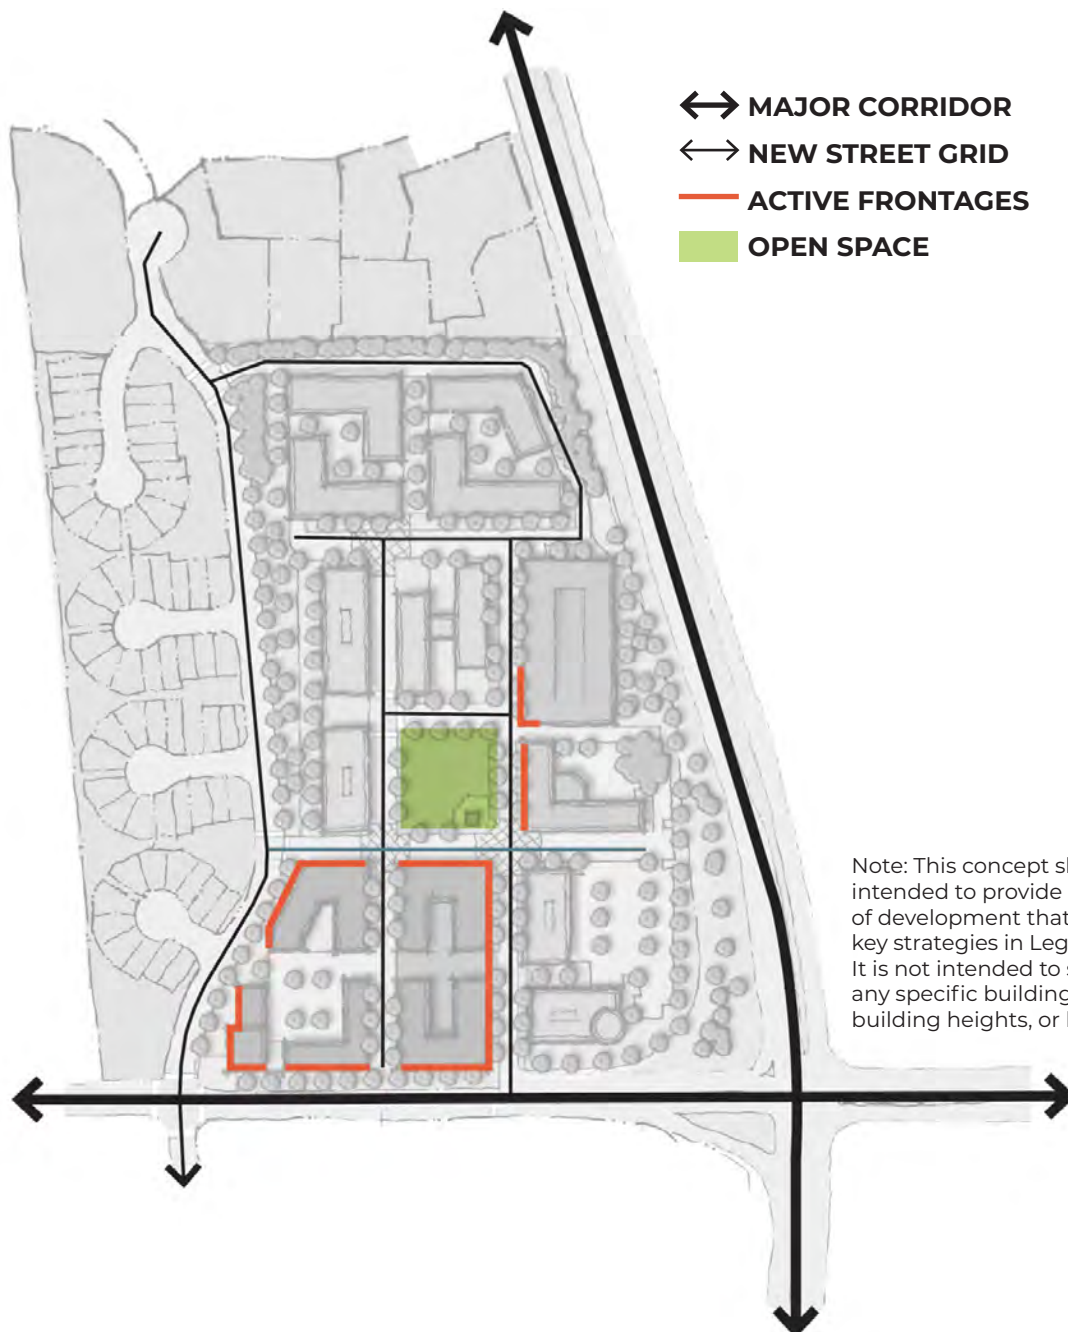 MAJOR CORRIDOR
NEW STREET GRID
ACTIVE FRONTAGES
OPEN SPACE
Note: This concept
intended to provide
of development that
key strategies in
It is not intended to
any specific building
building heights, or